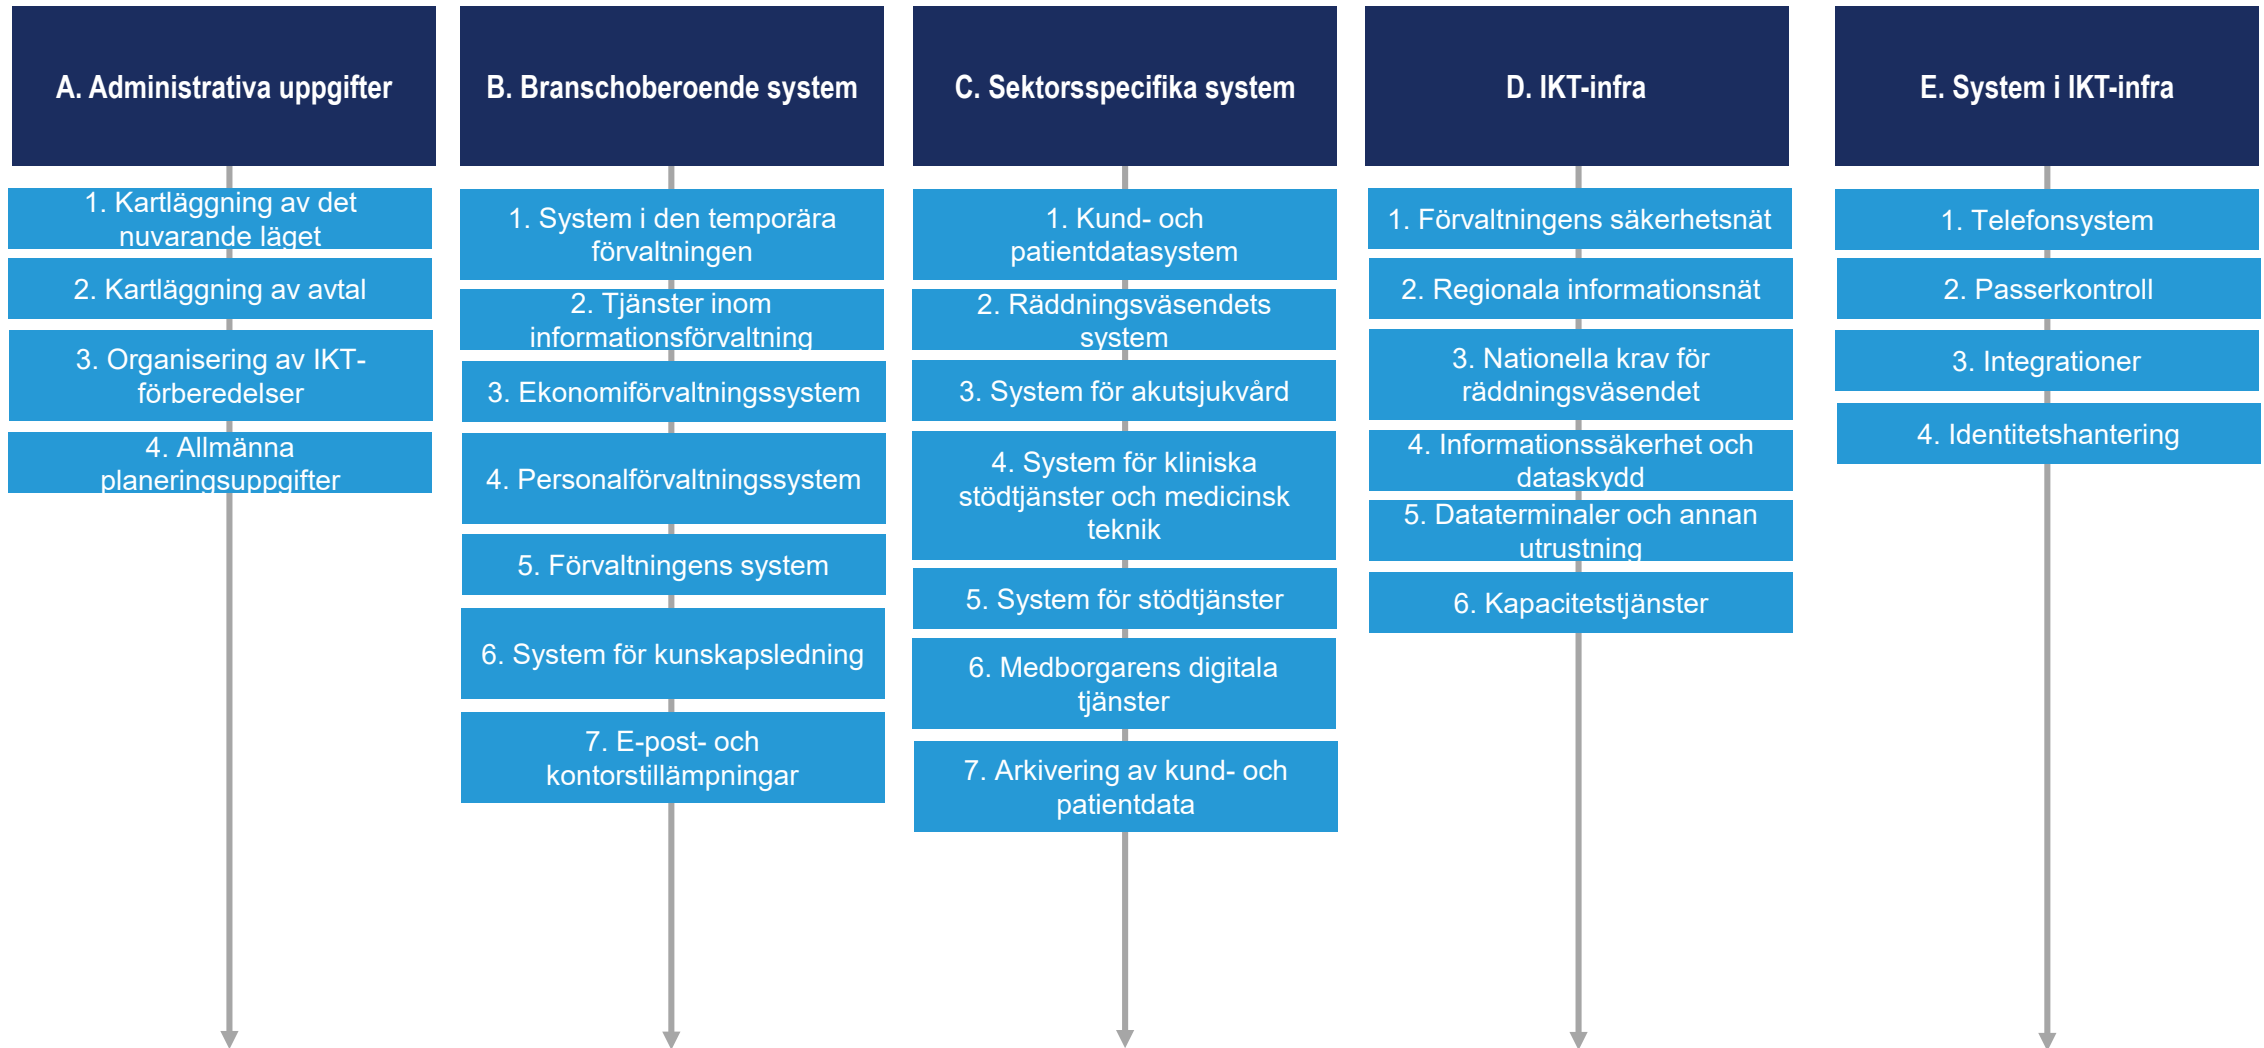 A. Administrativa uppgifter
1. Kartläggning av det
nuvarande läget
2. Kartläggning av avtal
3. Organisering av IKT-
förberedelser
4. Allmänna
planeringsuppgifter
B. Branschoberoende system
1. System i den temporära
förvaltningen
2. Tjänster inom
informationsförvaltning
3. Ekonomiförvaltningssystem
4. Personalförvaltningssystem
5. Förvaltningens system
6. System för kunskapsledning
7. E-post- och
kontorstillämpningar
C. Sektorsspecifika system
1. Kund- och
patientdatasystem
2. Räddningsväsendets
system
3. System för akutsjukvård
4. System för kliniska
stödtjänster och medicinsk
teknik
5. System för stödtjänster
6. Medborgarens digitala
tjänster
7. Arkivering av kund- och
patientdata
D. IKT-infra
1. Förvaltningens säkerhetsnät
2. Regionala informationsnät
3. Nationella krav för
räddningsväsendet
4. Informationssäkerhet och
dataskydd
5. Dataterminaler och annan
utrustning
6. Kapacitetstjänster
E. System i IKT-infra
1. Telefonsystem
2. Passerkontroll
3. Integrationer
4. Identitetshantering